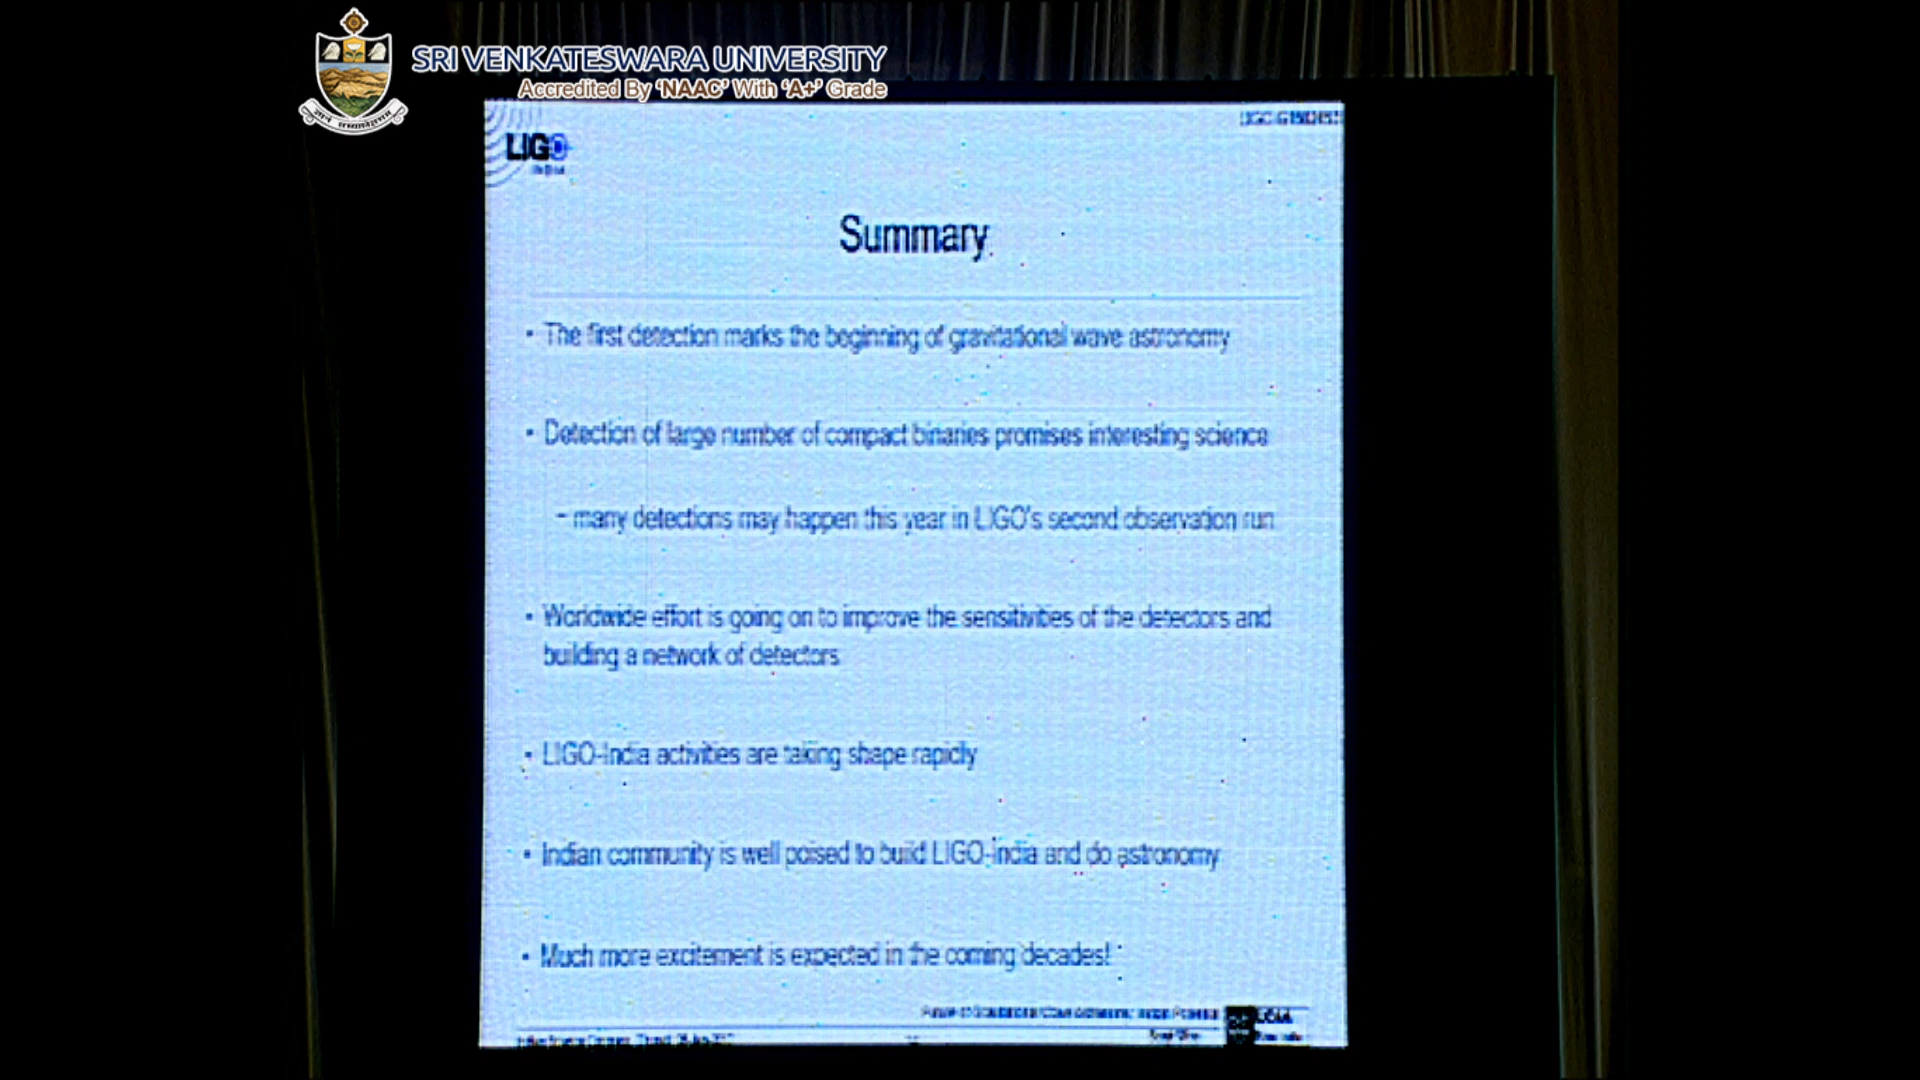 SRI VENKATESWARA UNIVERSITY
Accredited By 'NAAC' With 'A+' Grade
LIGO
INDIA
Summary
• The first detection marks the beginning of gravitational wave astronomy
• Detection of large number of compact binaries promises interesting science
– many detections may happen this year in LIGO's second observation run
• Worldwide effort is going on to improve the sensitivities of the detectors and
building a network of detectors
• LIGO-India activities are taking shape rapidly
• Indian community is well poised to build LIGO-India and do astronomy
• Much more excitement is expected in the coming decades!